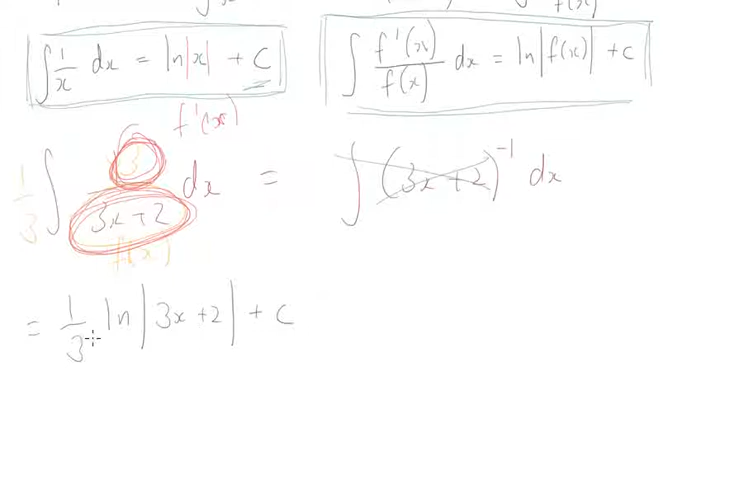 f(x)
∫ 1/x dx = ln|x| + C
∫ f'(x)/f(x) dx = ln|f(x)| + C
f'(x)
1/3 ∫ 3/(3x+2) dx = ∫ (3x+2)^-1 dx
f(x)
= 1/3 ln|3x+2| + C